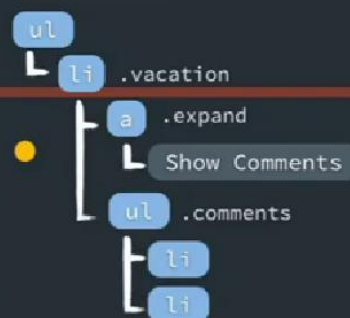 ul
li .vacation
a .expand
Show Comments
ul .comments
li
li